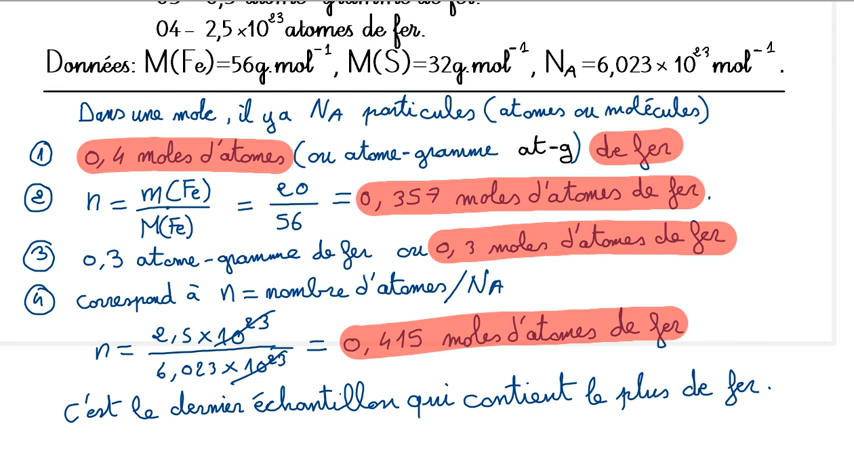 04- 2,5×10²³ atomes de fer.
Données: M(Fe)=56g.mol⁻¹, M(S)=32g.mol⁻¹, N_A=6,023×10²³ mol⁻¹.
Dans une mole, il y a NA particules (atomes ou molécules)
① 0,4 moles d'atomes (ou atome-gramme at-g) de fer
② n = m(Fe)/M(Fe) = 20/56 = 0,357 moles d'atomes de fer.
③ 0,3 atome-gramme de fer ou 0,3 moles d'atomes de fer
④ correspond à n = nombre d'atomes/NA
n = 2,5×10²³/6,023×10²³ = 0,415 moles d'atomes de fer
c'est le dernier échantillon qui contient le plus de fer.